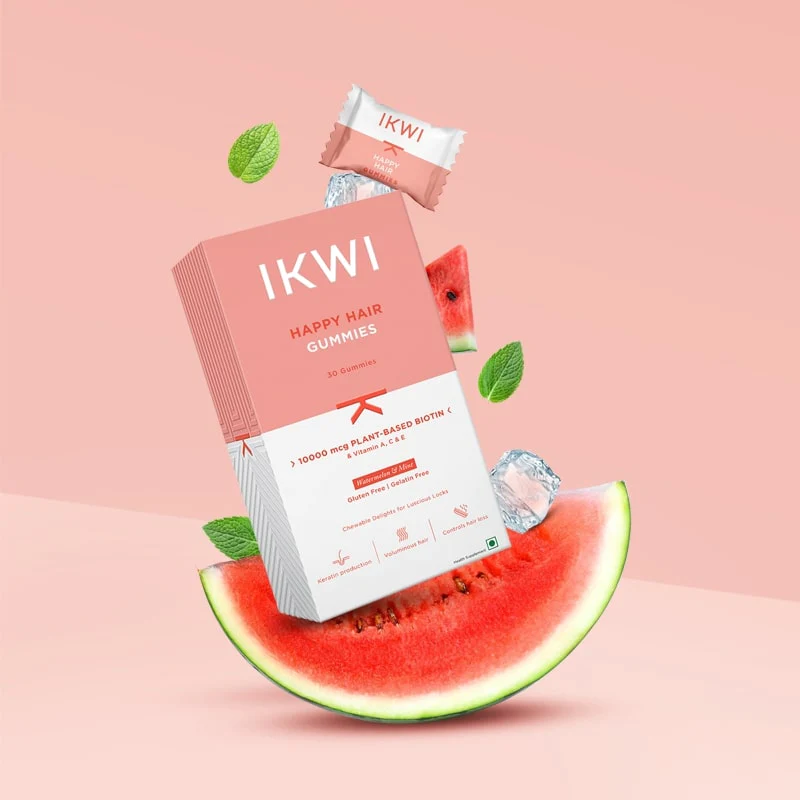 IKWI
HAPPY
HAIR
GUMMIES
IKWI
HAPPY HAIR
GUMMIES
30 Gummies
10000 mcg PLANT-BASED BIOTIN
& Vitamin A, C & E
Watermelon & Mint
Gluten Free | Gelatin Free
Chewable Delights for Luscious Locks
Keratin production
Voluminous hair
Controls hair loss
Health Supplement